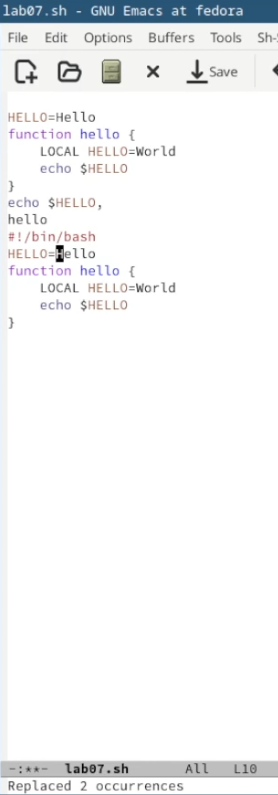 lab07.sh - GNU Emacs at fedora
File Edit Options Buffers Tools Sh-
Save
HELLO=Hello
function hello {
    LOCAL HELLO=World
    echo $HELLO
}
echo $HELLO,
hello
#!/bin/bash
HELLO=Hello
function hello {
    LOCAL HELLO=World
    echo $HELLO
}
-:**-  lab07.sh       All   L10
Replaced 2 occurrences